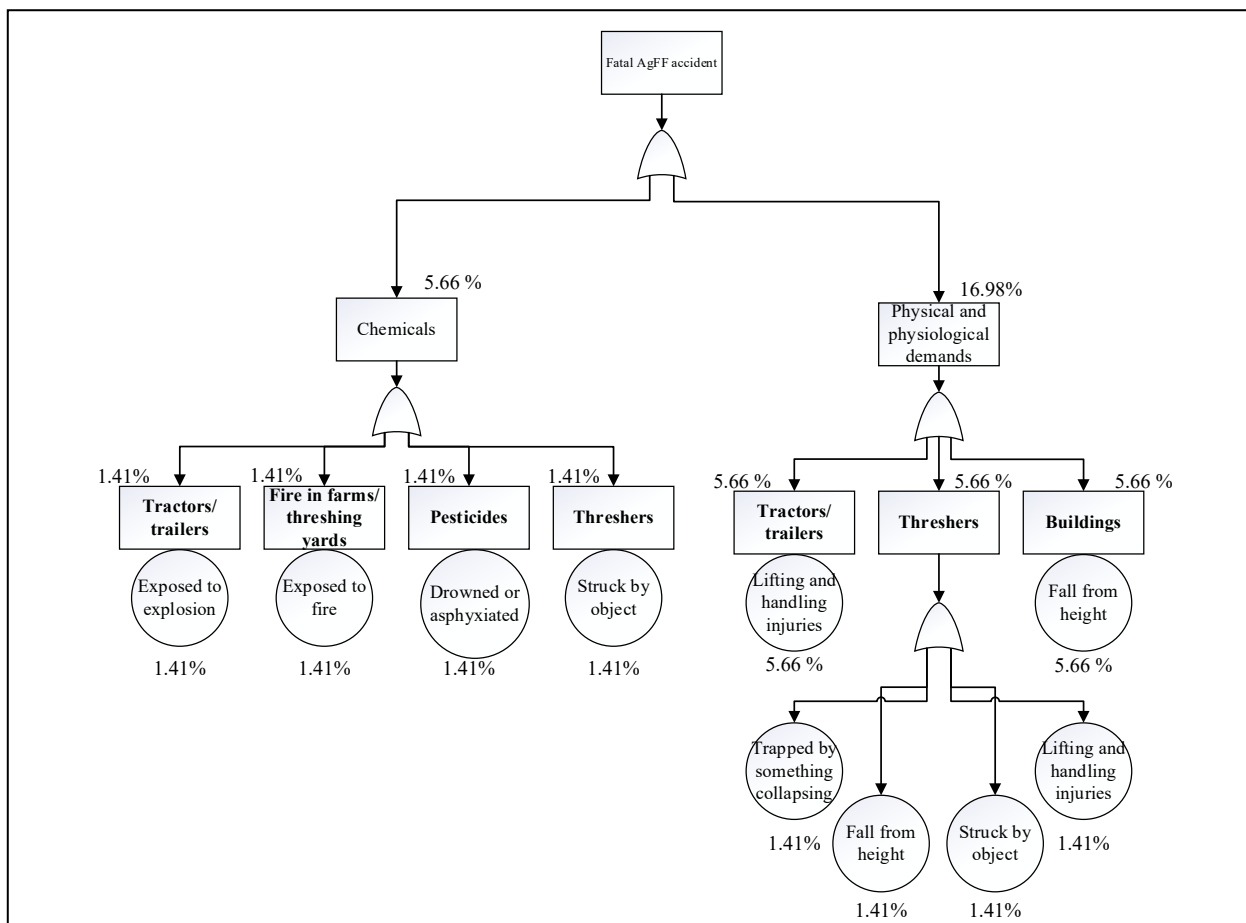 Fatal AgFF accident
5.66 %
16.98%
Chemicals
Physical and
physiological
demands
1.41%
1.41%
1.41%
1.41%
5.66 %
5.66 %
5.66 %
Tractors/
trailers
Fire in farms/
threshing
yards
Pesticides
Threshers
Tractors/
trailers
Threshers
Buildings
Exposed to
explosion
Exposed to
fire
Drowned or
asphyxiated
Struck by
object
Lifting and
handling
injuries
Fall from
height
1.41%
1.41%
1.41%
1.41%
5.66 %
5.66 %
Trapped by
something
collapsing
Lifting and
handling
injuries
1.41%
Fall from
height
Struck by
object
1.41%
1.41%
1.41%